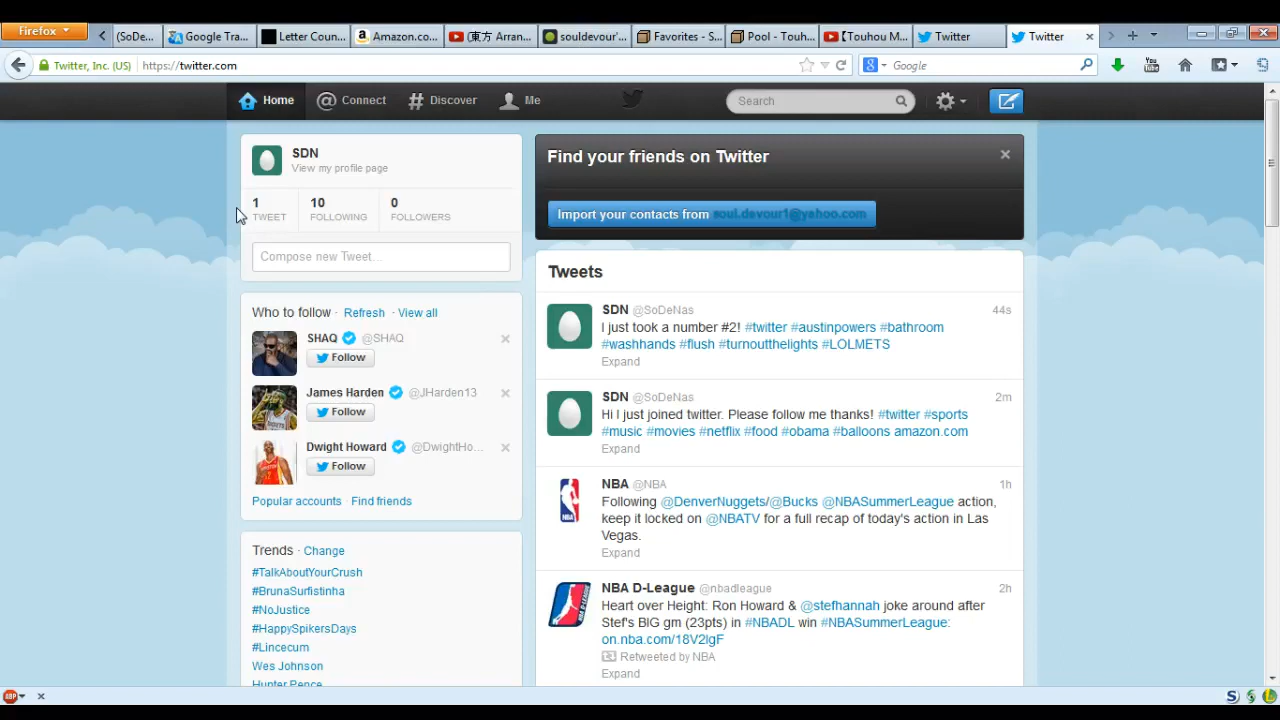 Firefox
(SoDe...
Google Tra...
Letter Coun...
Amazon.co...
(東方 Arran...
souldevour'...
Favorites - S...
Pool - Touh...
【Touhou M...
Twitter
Twitter
Twitter, Inc. (US)
https://twitter.com
Google
Home
Connect
Discover
Me
Search
SDN
View my profile page
1
TWEET
10
FOLLOWING
0
FOLLOWERS
Compose new Tweet...
Find your friends on Twitter
Import your contacts from soul.devour1@yahoo.com
Who to follow · Refresh · View all
SHAQ @SHAQ
Follow
James Harden @JHarden13
Follow
Dwight Howard @DwightHo...
Follow
Popular accounts · Find friends
Trends · Change
#TalkAboutYourCrush
#BrunaSurfistinha
#NoJustice
#HappySpikersDays
#Lincecum
Wes Johnson
Hunter Pence
Tweets
SDN @SoDeNas 44s
I just took a number #2! #twitter #austinpowers #bathroom
#washhands #flush #turnoutthelights #LOLMETS
Expand
SDN @SoDeNas 2m
Hi I just joined twitter. Please follow me thanks! #twitter #sports
#music #movies #netflix #food #obama #balloons amazon.com
Expand
NBA @NBA 1h
Following @DenverNuggets/@Bucks @NBASummerLeague action,
keep it locked on @NBATV for a full recap of today's action in Las
Vegas.
Expand
NBA D-League @nbadleague 2h
Heart over Height: Ron Howard & @stefhannah joke around after
Stef's BIG gm (23pts) in #NBADL win #NBASummerLeague:
on.nba.com/18V2lgF
Retweeted by NBA
Expand
ABP